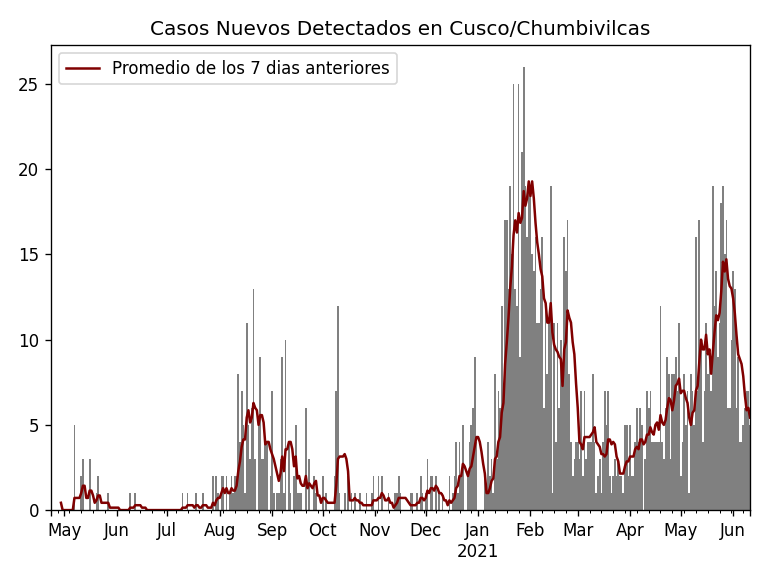 Casos Nuevos Detectados en Cusco/Chumbivilcas
Promedio de los 7 dias anteriores
25
20
15
10
5
0
May Jun Jul Aug Sep Oct Nov Dec Jan Feb Mar Apr May Jun
2021